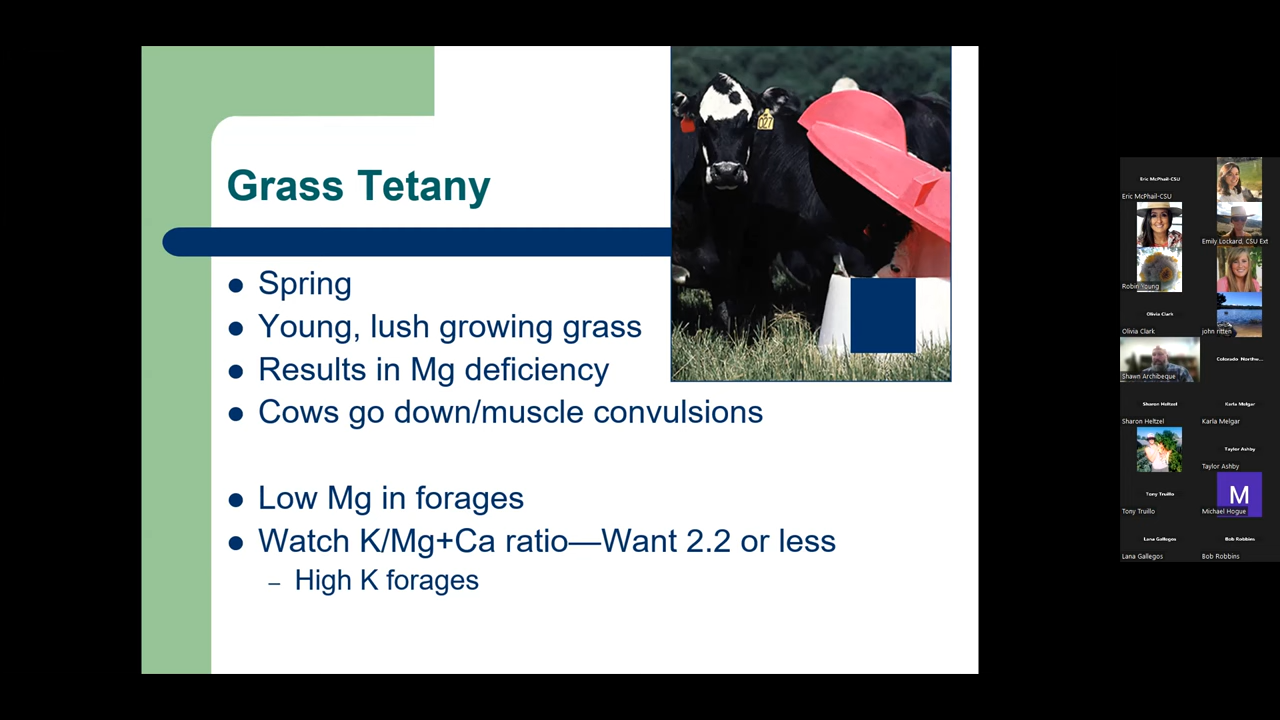 Grass Tetany
Spring
Young, lush growing grass
Results in Mg deficiency
Cows go down/muscle convulsions
Low Mg in forages
Watch K/Mg+Ca ratio—Want 2.2 or less
– High K forages
027
Eric McPhail-CSU
Eric McPhail-CSU
Emily Lockard, CSU Ext
Robin Young
Olivia Clark
Olivia Clark
john ritten
Shawn Archibeque
Colorado Northwe...
Sharon Heltzel
Karla Melgar
Sharon Heltzel
Karla Melgar
Taylor Ashby
Taylor Ashby
Tony Truillo
M
Tony Truillo
Michael Hogue
Lana Gallegos
Bob Robbins
Lana Gallegos
Bob Robbins